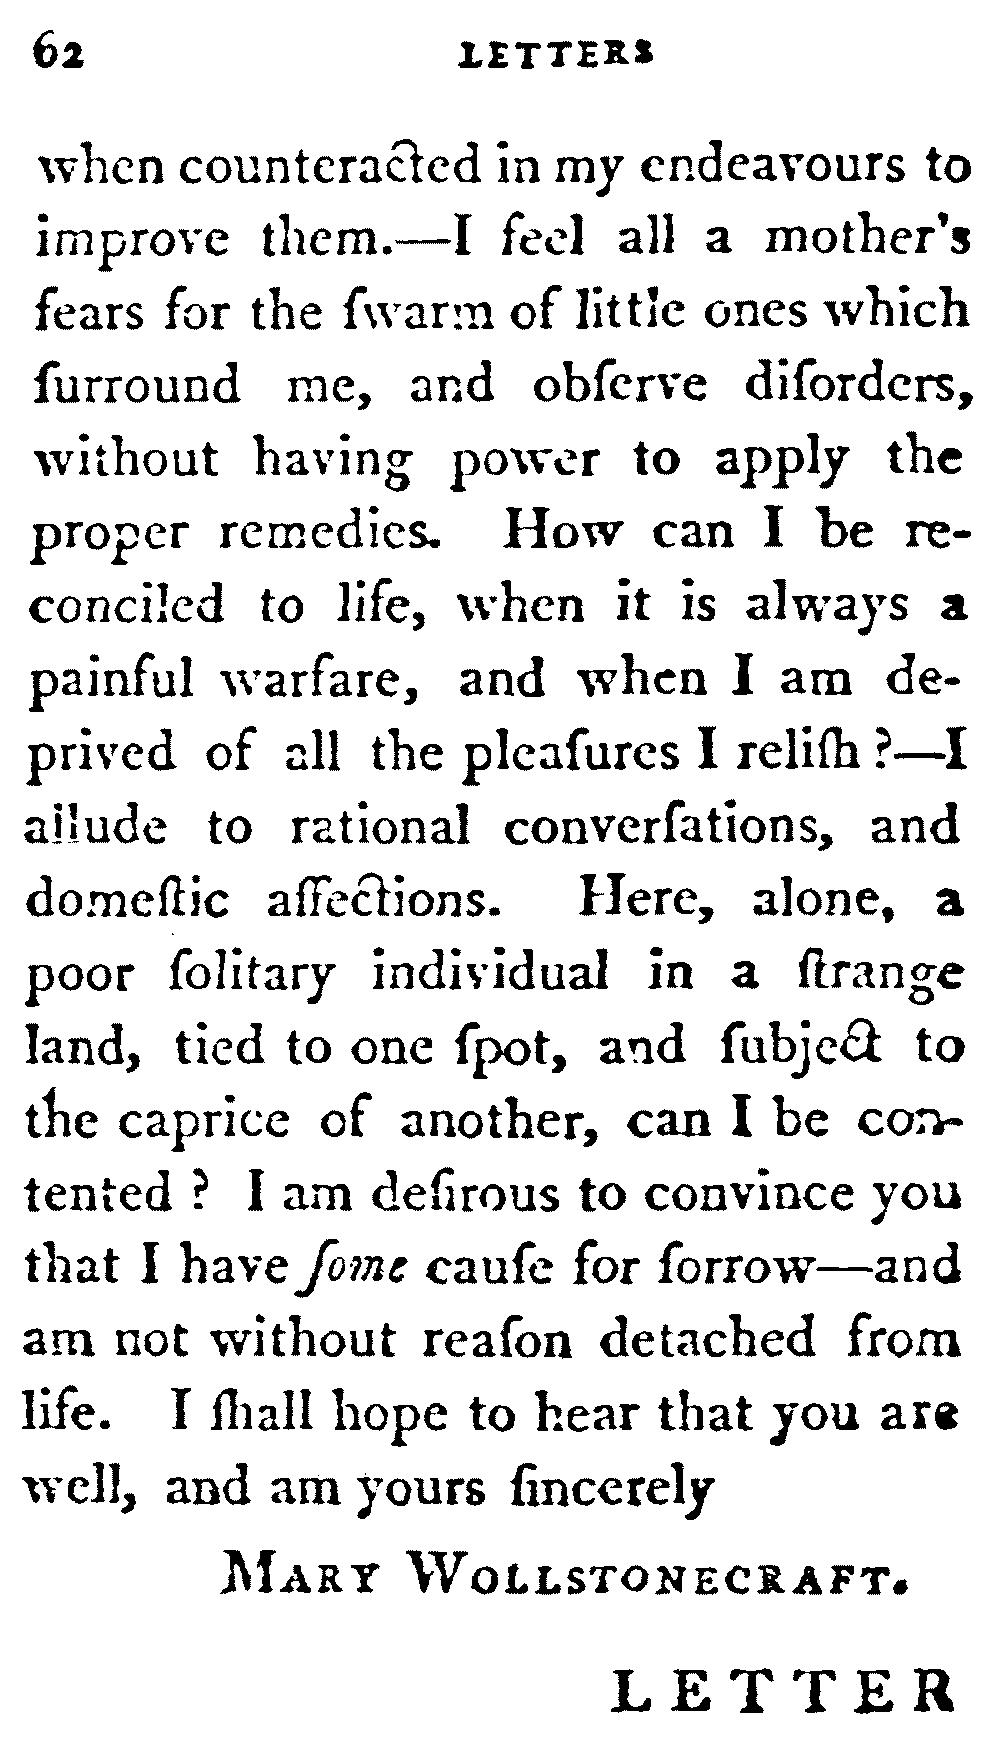 62 LETTERS
when counteracted in my endeavours to
improve them.—I feel all a mother's
fears for the ſwarm of little ones which
ſurround me, and obſerve diſorders,
without having power to apply the
proper remedies. How can I be re-
conciled to life, when it is always a
painful warfare, and when I am de-
prived of all the pleaſures I reliſh ?—I
allude to rational converſations, and
domeſtic affections. Here, alone, a
poor ſolitary individual in a ſtrange
land, tied to one ſpot, and ſubject to
the caprice of another, can I be con-
tented ? I am deſirous to convince you
that I have ſome cauſe for ſorrow—and
am not without reaſon detached from
life. I ſhall hope to hear that you are
well, and am yours ſincerely
MARY WOLLSTONECRAFT.
LETTER